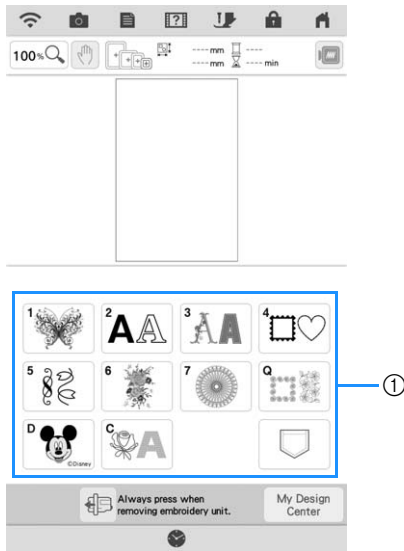 ?
100%
---- mm ----
---- mm ---- min
1 2 AA 3 AA 4
5 6 7 Q
D ©Disney C A
①
Always press when
removing embroidery unit.
My Design
Center